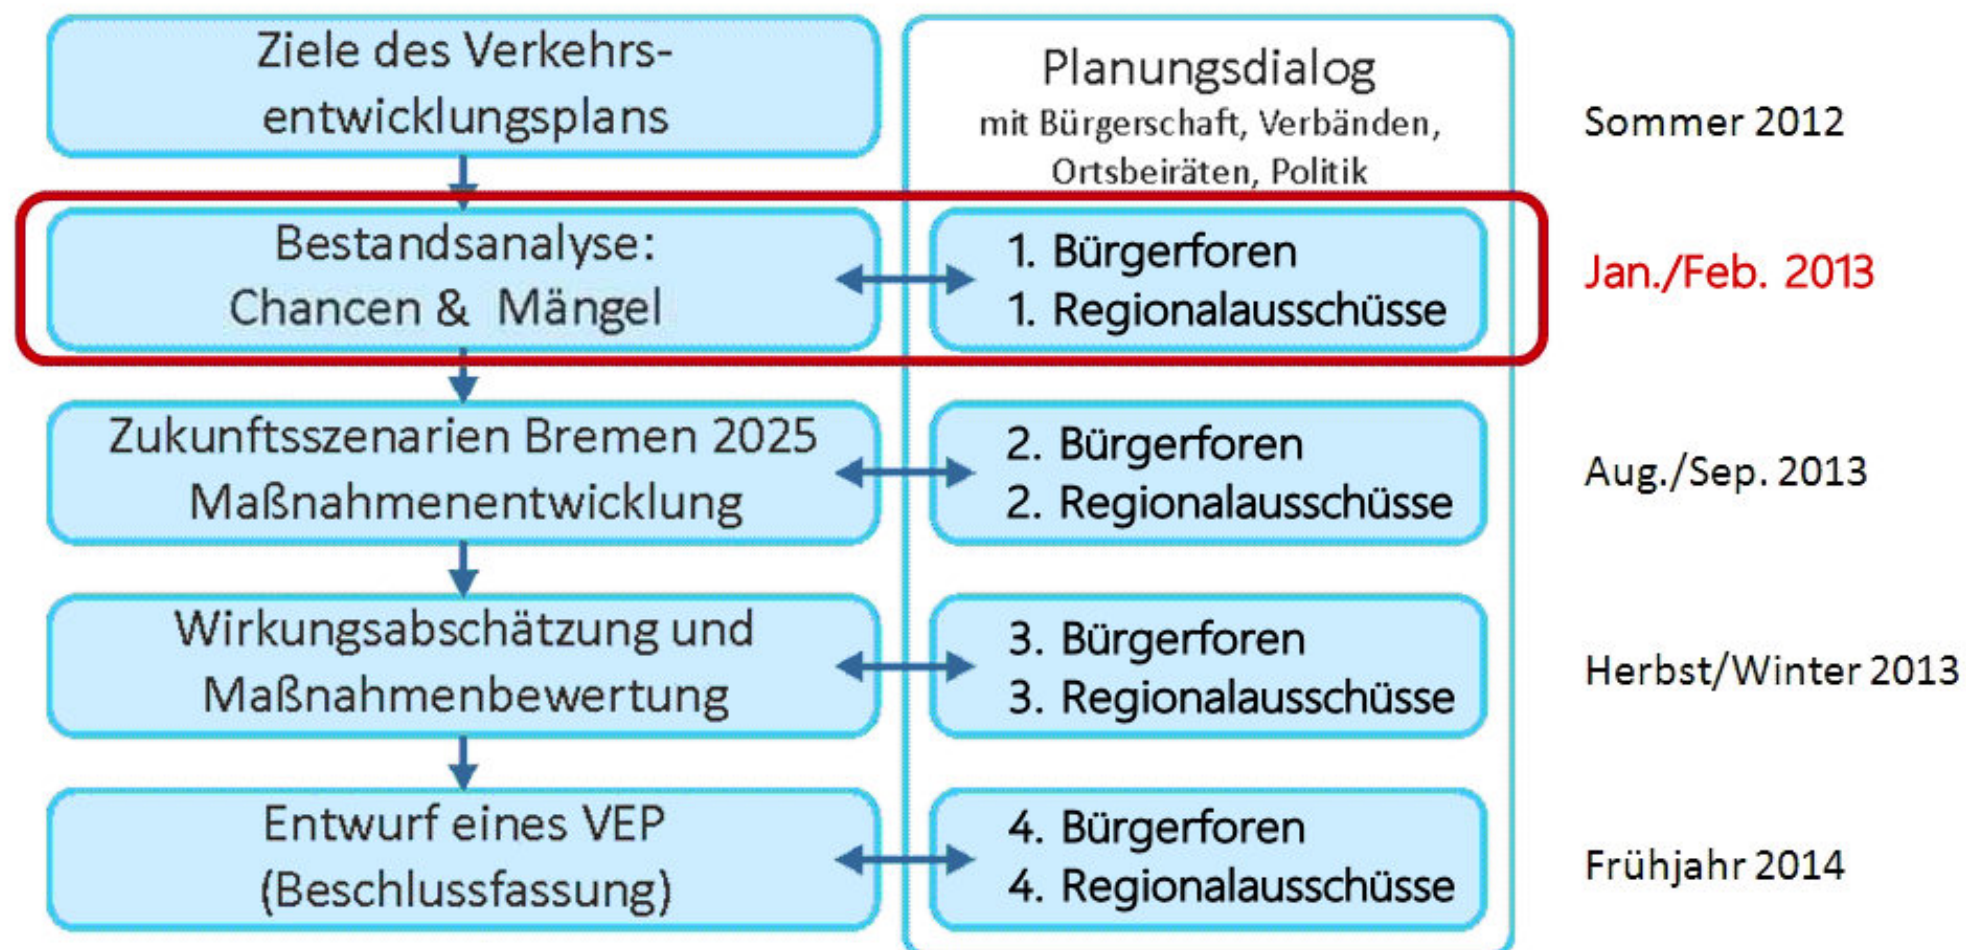 Ziele des Verkehrs-
entwicklungsplans
Planungsdialog
mit Bürgerschaft, Verbänden,
Ortsbeiräten, Politik
Sommer 2012
Bestandsanalyse:
Chancen & Mängel
1. Bürgerforen
1. Regionalausschüsse
Jan./Feb. 2013
Zukunftsszenarien Bremen 2025
Maßnahmenentwicklung
2. Bürgerforen
2. Regionalausschüsse
Aug./Sep. 2013
Wirkungsabschätzung und
Maßnahmenbewertung
3. Bürgerforen
3. Regionalausschüsse
Herbst/Winter 2013
Entwurf eines VEP
(Beschlussfassung)
4. Bürgerforen
4. Regionalausschüsse
Frühjahr 2014